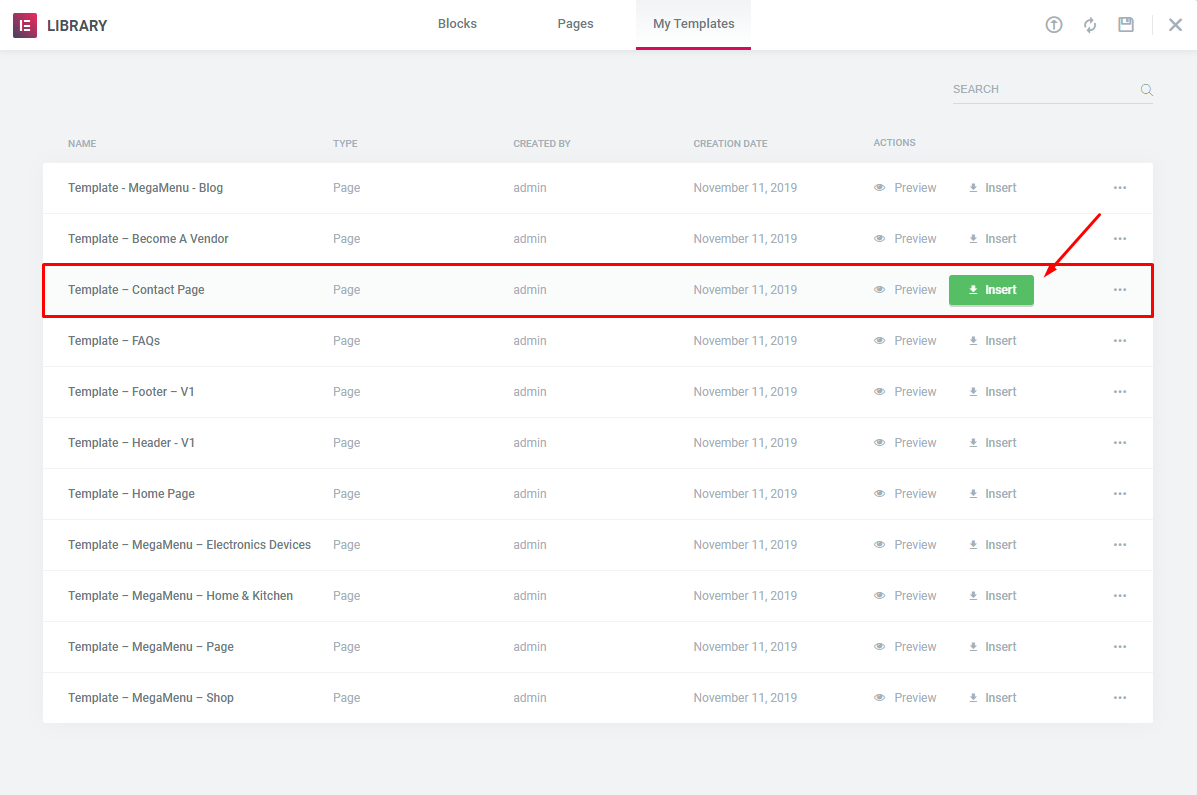 LIBRARY Blocks Pages My Templates
SEARCH
NAME TYPE CREATED BY CREATION DATE ACTIONS
Template - MegaMenu - Blog Page admin November 11, 2019 Preview Insert
Template – Become A Vendor Page admin November 11, 2019 Preview Insert
Template – Contact Page Page admin November 11, 2019 Preview Insert
Template – FAQs Page admin November 11, 2019 Preview Insert
Template – Footer – V1 Page admin November 11, 2019 Preview Insert
Template – Header - V1 Page admin November 11, 2019 Preview Insert
Template – Home Page Page admin November 11, 2019 Preview Insert
Template – MegaMenu – Electronics Devices Page admin November 11, 2019 Preview Insert
Template – MegaMenu – Home & Kitchen Page admin November 11, 2019 Preview Insert
Template – MegaMenu – Page Page admin November 11, 2019 Preview Insert
Template – MegaMenu – Shop Page admin November 11, 2019 Preview Insert